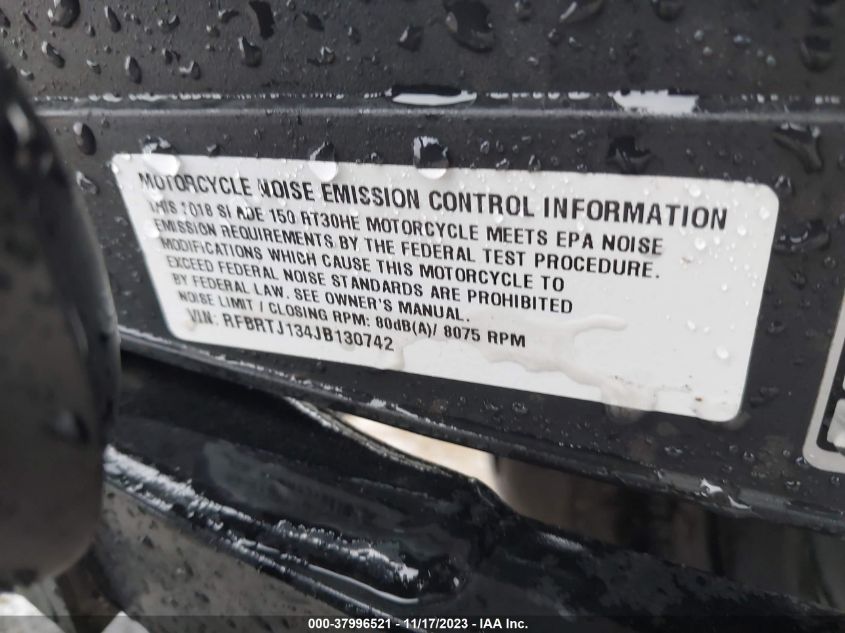 MOTORCYCLE NOISE EMISSION CONTROL INFORMATION
THIS 2018 SLADE 150 RT30HE MOTORCYCLE MEETS EPA NOISE
EMISSION REQUIREMENTS BY THE FEDERAL TEST PROCEDURE.
MODIFICATIONS WHICH CAUSE THIS MOTORCYCLE TO
EXCEED FEDERAL NOISE STANDARDS ARE PROHIBITED
BY FEDERAL LAW. SEE OWNER'S MANUAL.
NOISE LIMIT / CLOSING RPM: 80dB(A)/ 8075 RPM
VIN: RFBRTJ134JB130742
000-37996521 - 11/17/2023 - IAA Inc.